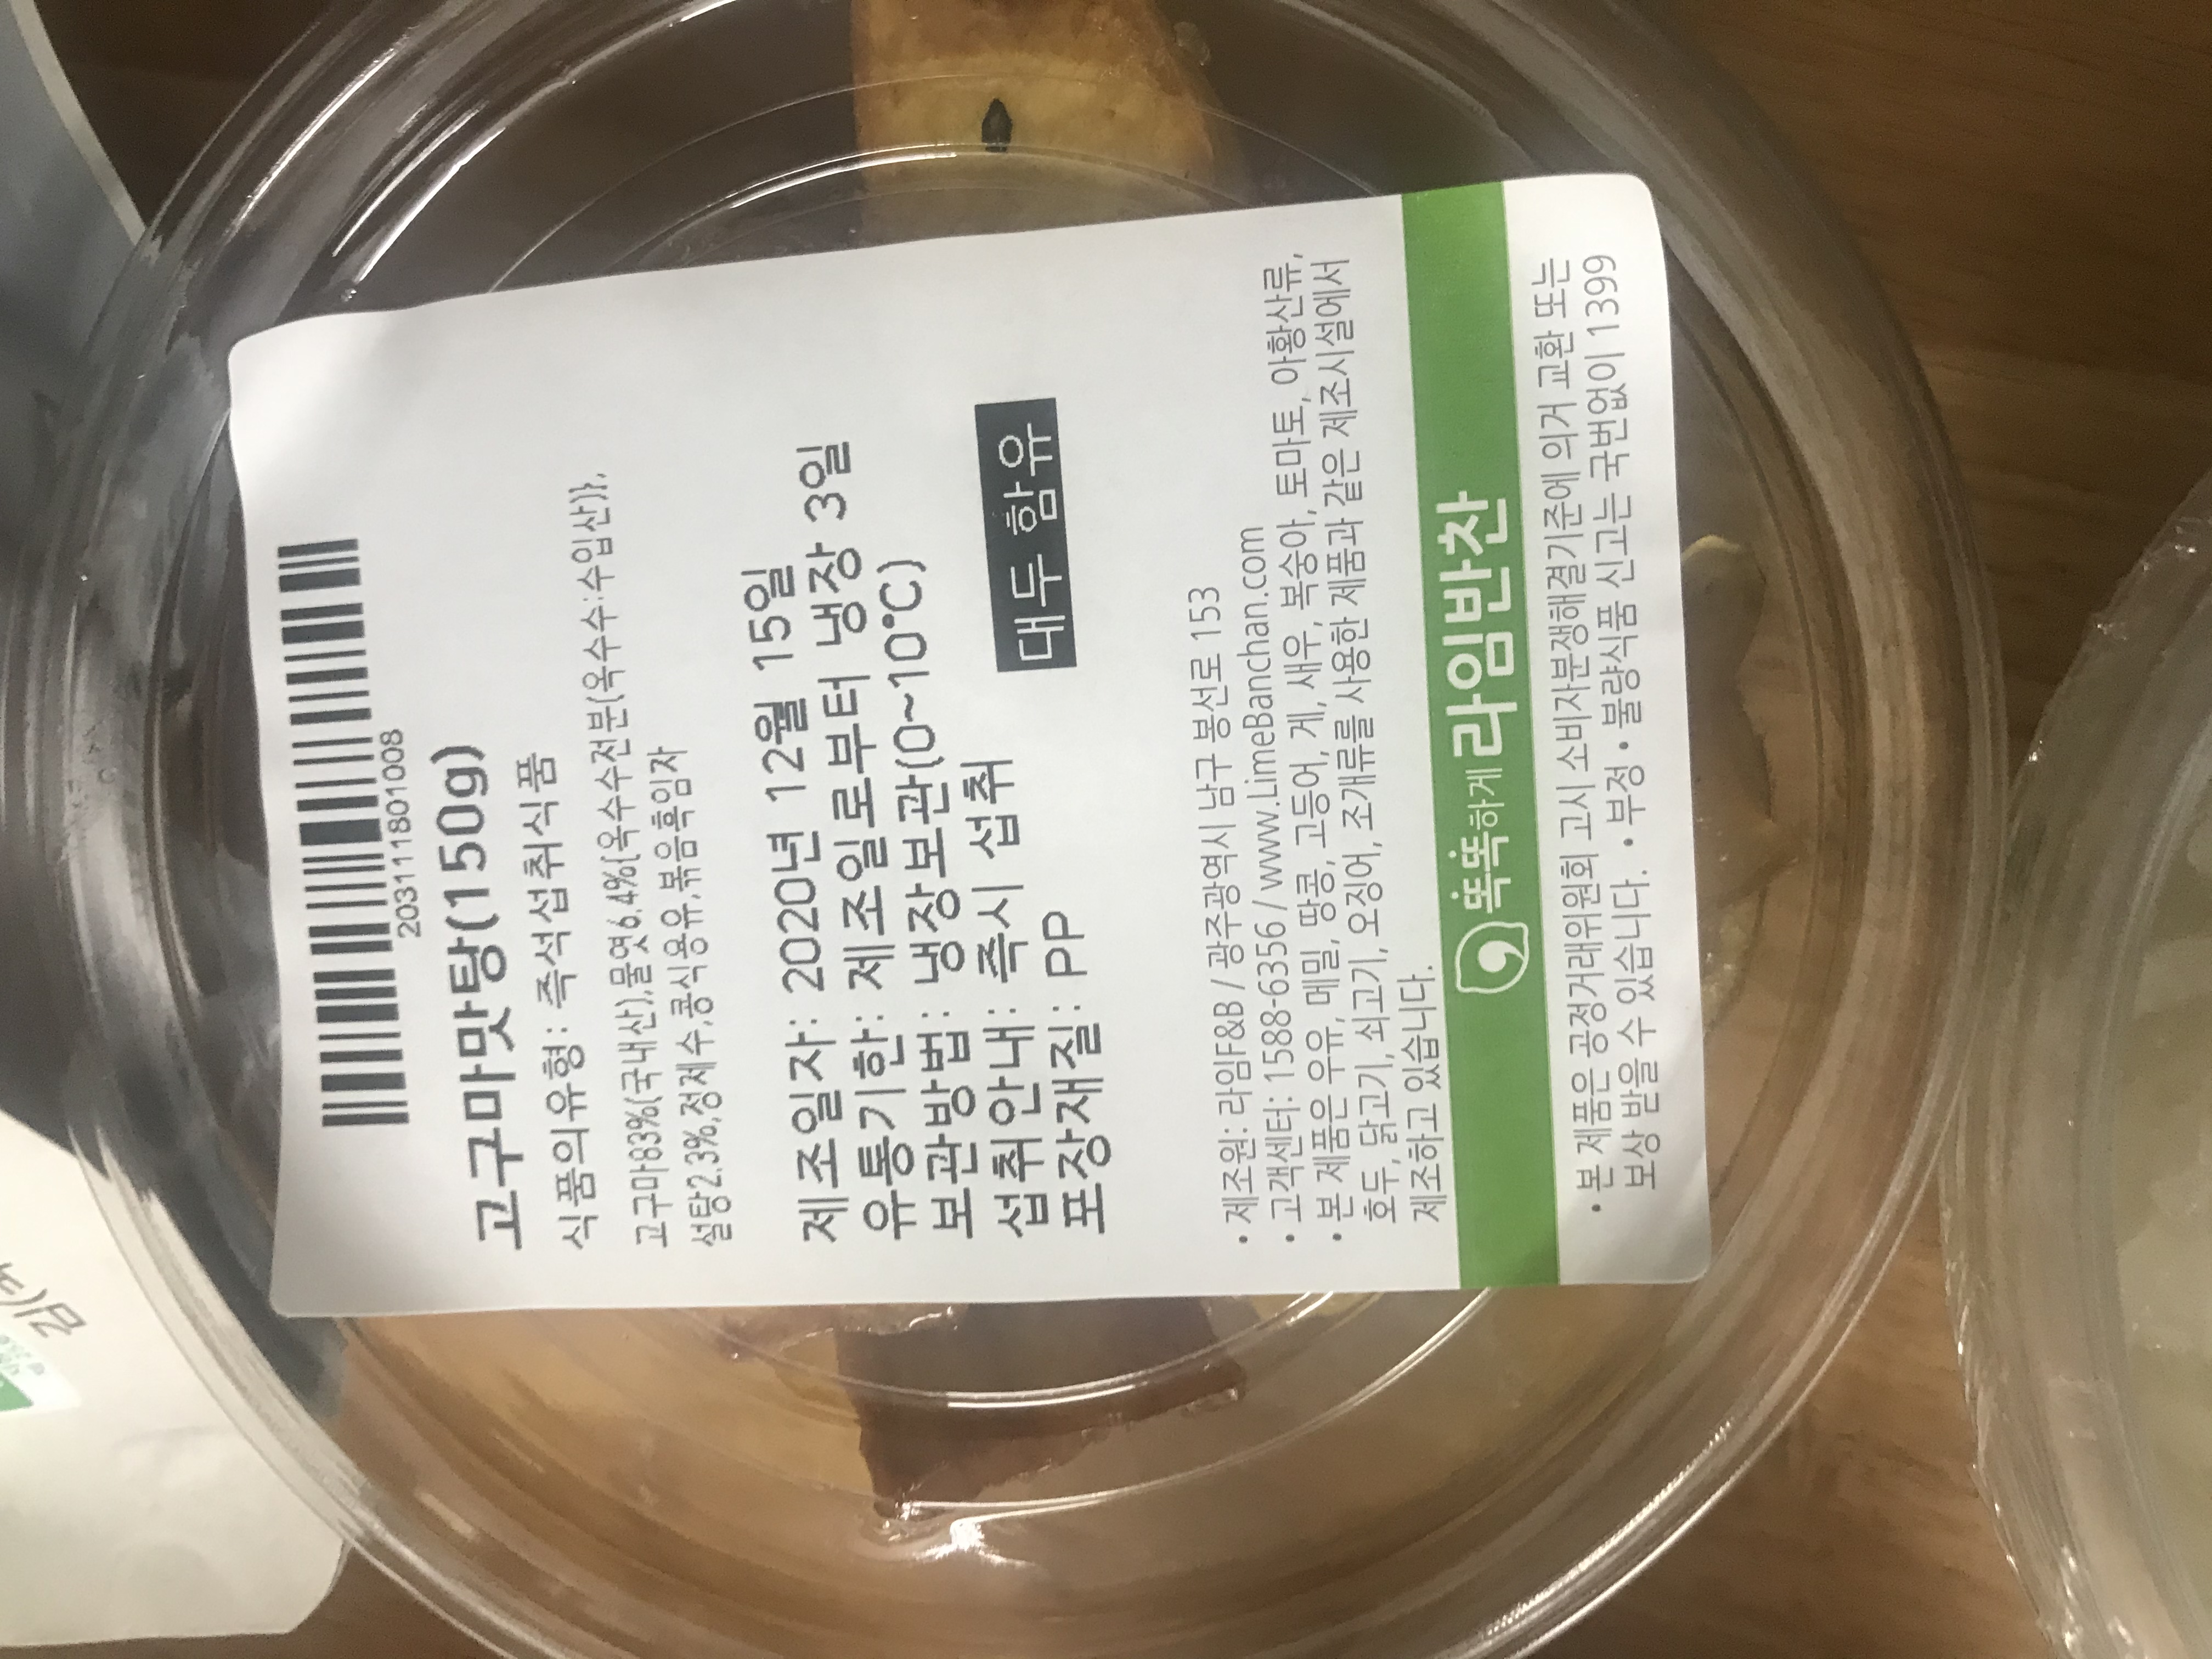 203111801008
고구마맛탕(150g)
식품의유형: 즉석섭취식품
고구마83%(국내산),물엿6.4%{옥수수전분(옥수수:수입산)},
설탕2.3%,정제수,콩식용유,볶음흑임자
제조일자: 2020년 12월 15일
유통기한: 제조일로부터 냉장 3일
보관방법: 냉장보관(0~10℃)
섭취안내: 즉시 섭취
포장재질: PP
대두 함유
• 제조원: 라임F&B / 광주광역시 남구 봉선로 153
• 고객센터: 1588-6356 / www.LimeBanchan.com
• 본 제품은 우유, 메밀, 땅콩, 고등어, 게, 새우, 복숭아, 토마토, 아황산류,
호두, 닭고기, 쇠고기, 오징어, 조개류를 사용한 제품과 같은 제조시설에서
제조하고 있습니다.
똑똑하게 라임반찬
• 본 제품은 공정거래위원회 고시 소비자분쟁해결기준에 의거 교환 또는
보상 받을 수 있습니다. • 부정 • 불량식품 신고는 국번없이 1399